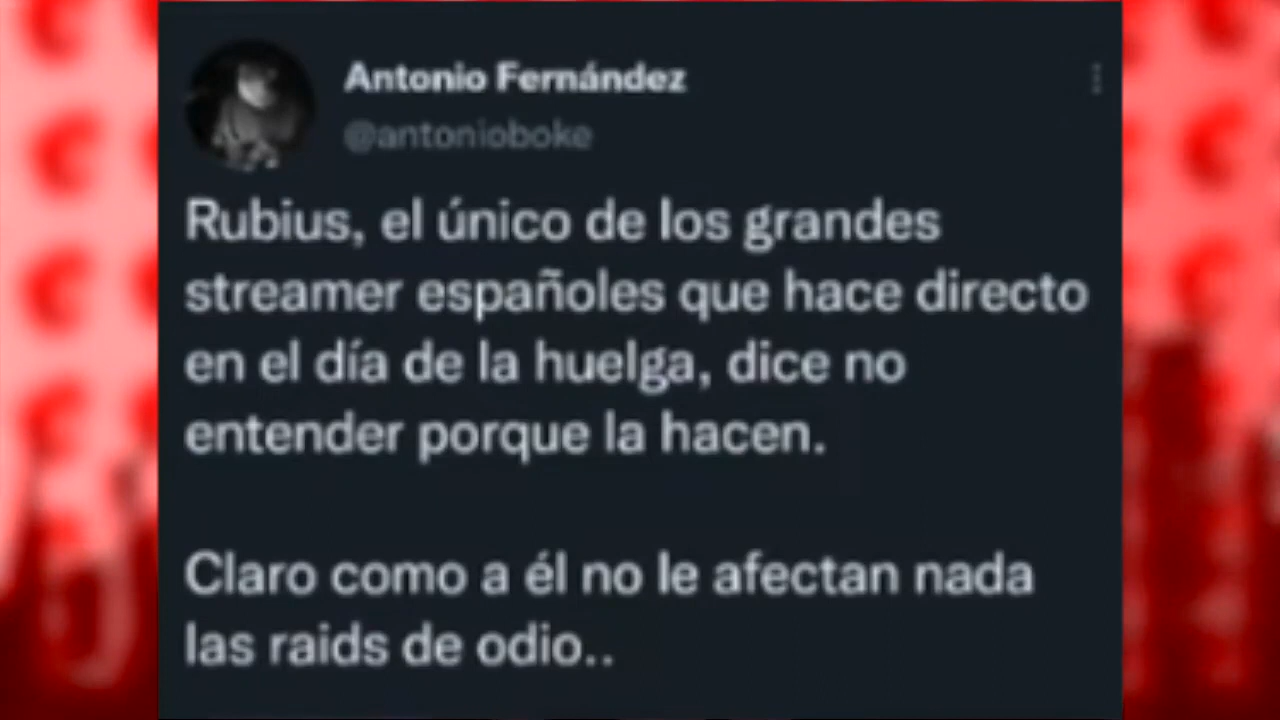 Antonio Fernández
@antonioboke
Rubius, el único de los grandes
streamer españoles que hace directo
en el día de la huelga, dice no
entender porque la hacen.
Claro como a él no le afectan nada
las raids de odio..